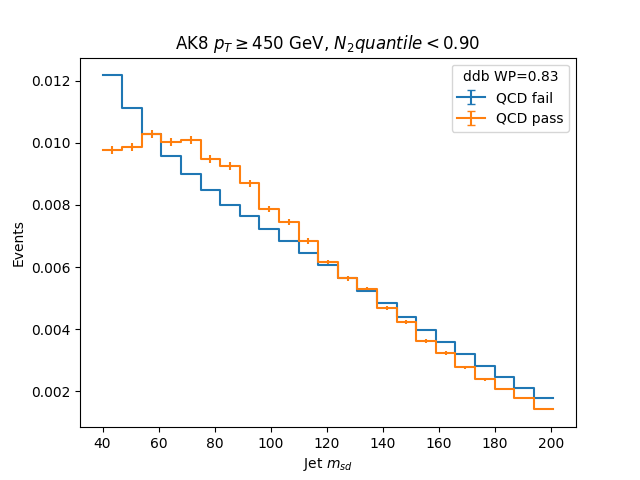 AK8 $p_T \geq 450$ GeV, $N_2quantile < 0.90$
ddb WP=0.83
QCD fail
QCD pass
Events
0.012
0.010
0.008
0.006
0.004
0.002
40 60 80 100 120 140 160 180 200
Jet $m_{sd}$